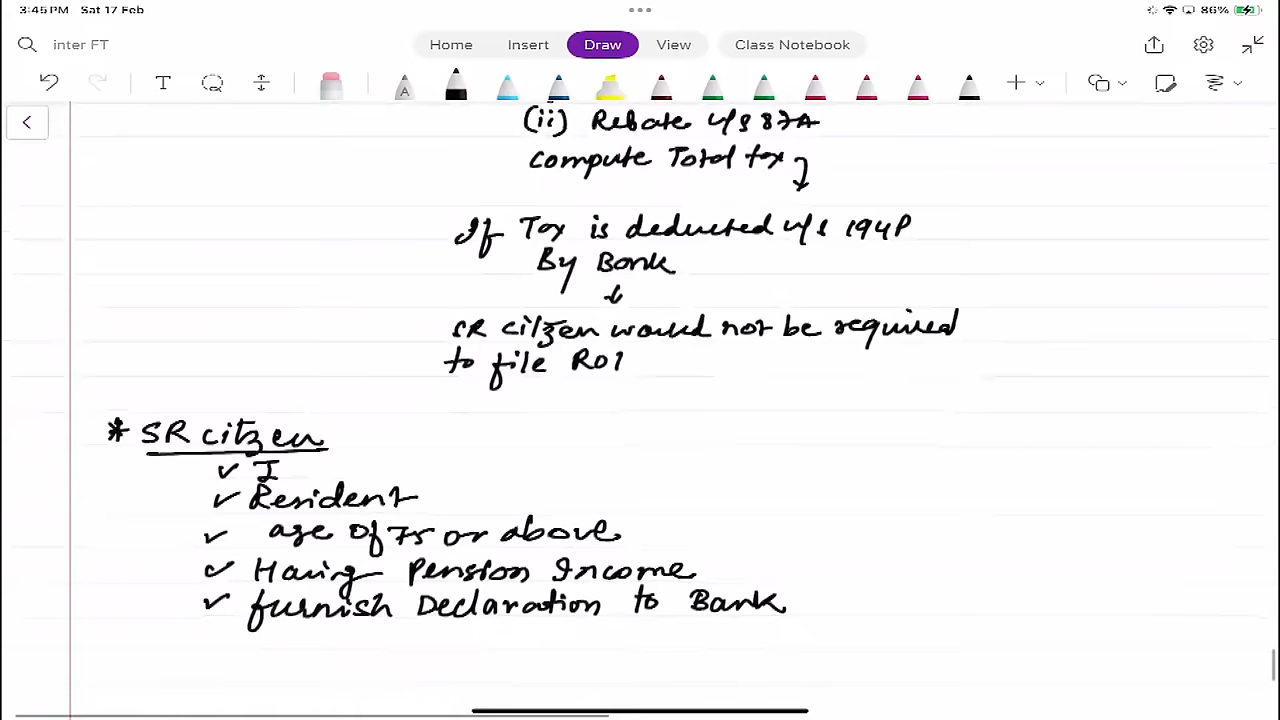 3:45 PM Sat 17 Feb
86%
inter FT
Home Insert Draw View Class Notebook
(ii) Rebate u/s 87A
compute Total tax
If Tax is deducted u/s 194P
By Bank
SR citzen would not be required
to file ROI
* SR citzen
✓ I
✓ Resident
✓ age of 75 or above
✓ Having Pension Income
✓ furnish Declaration to Bank